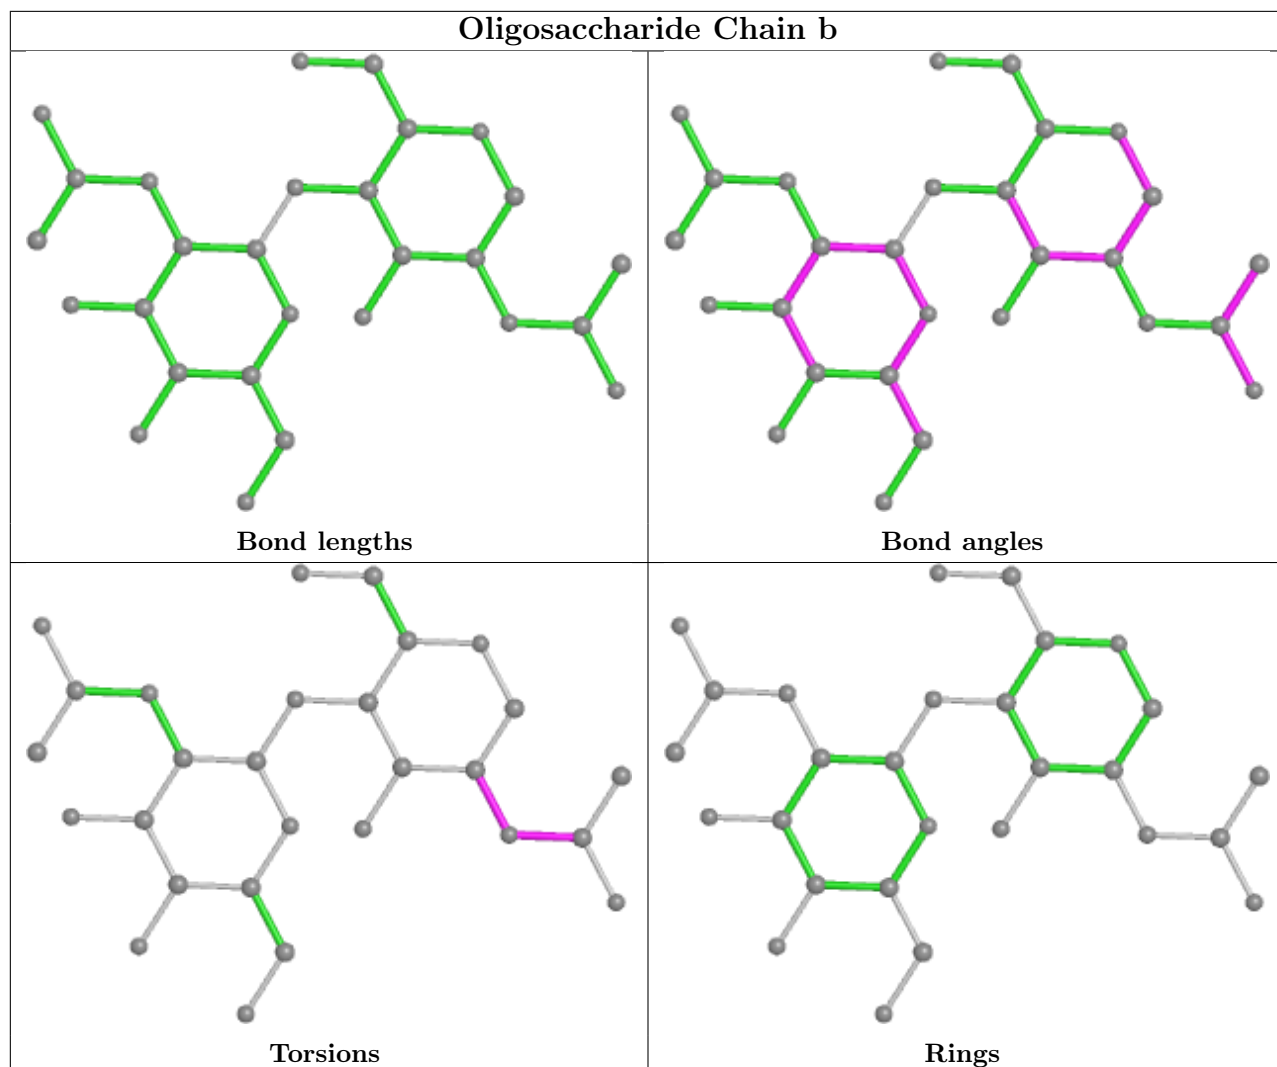 Oligosaccharide Chain b
Bond lengths
Bond angles
Torsions
Rings